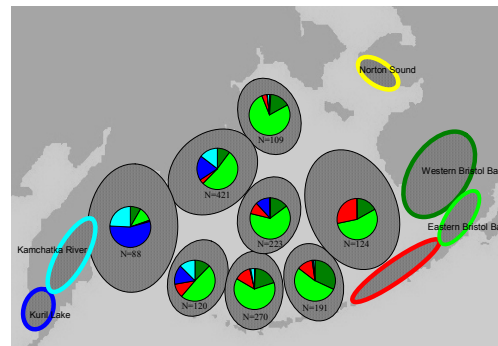 Norton Sound
N=109
Western Bristol Ba
N=421
Eastern Bristol Ba
N=223
N=124
Kamchatka River
N=88
N=120
N=270
N=191
Kuril Lake